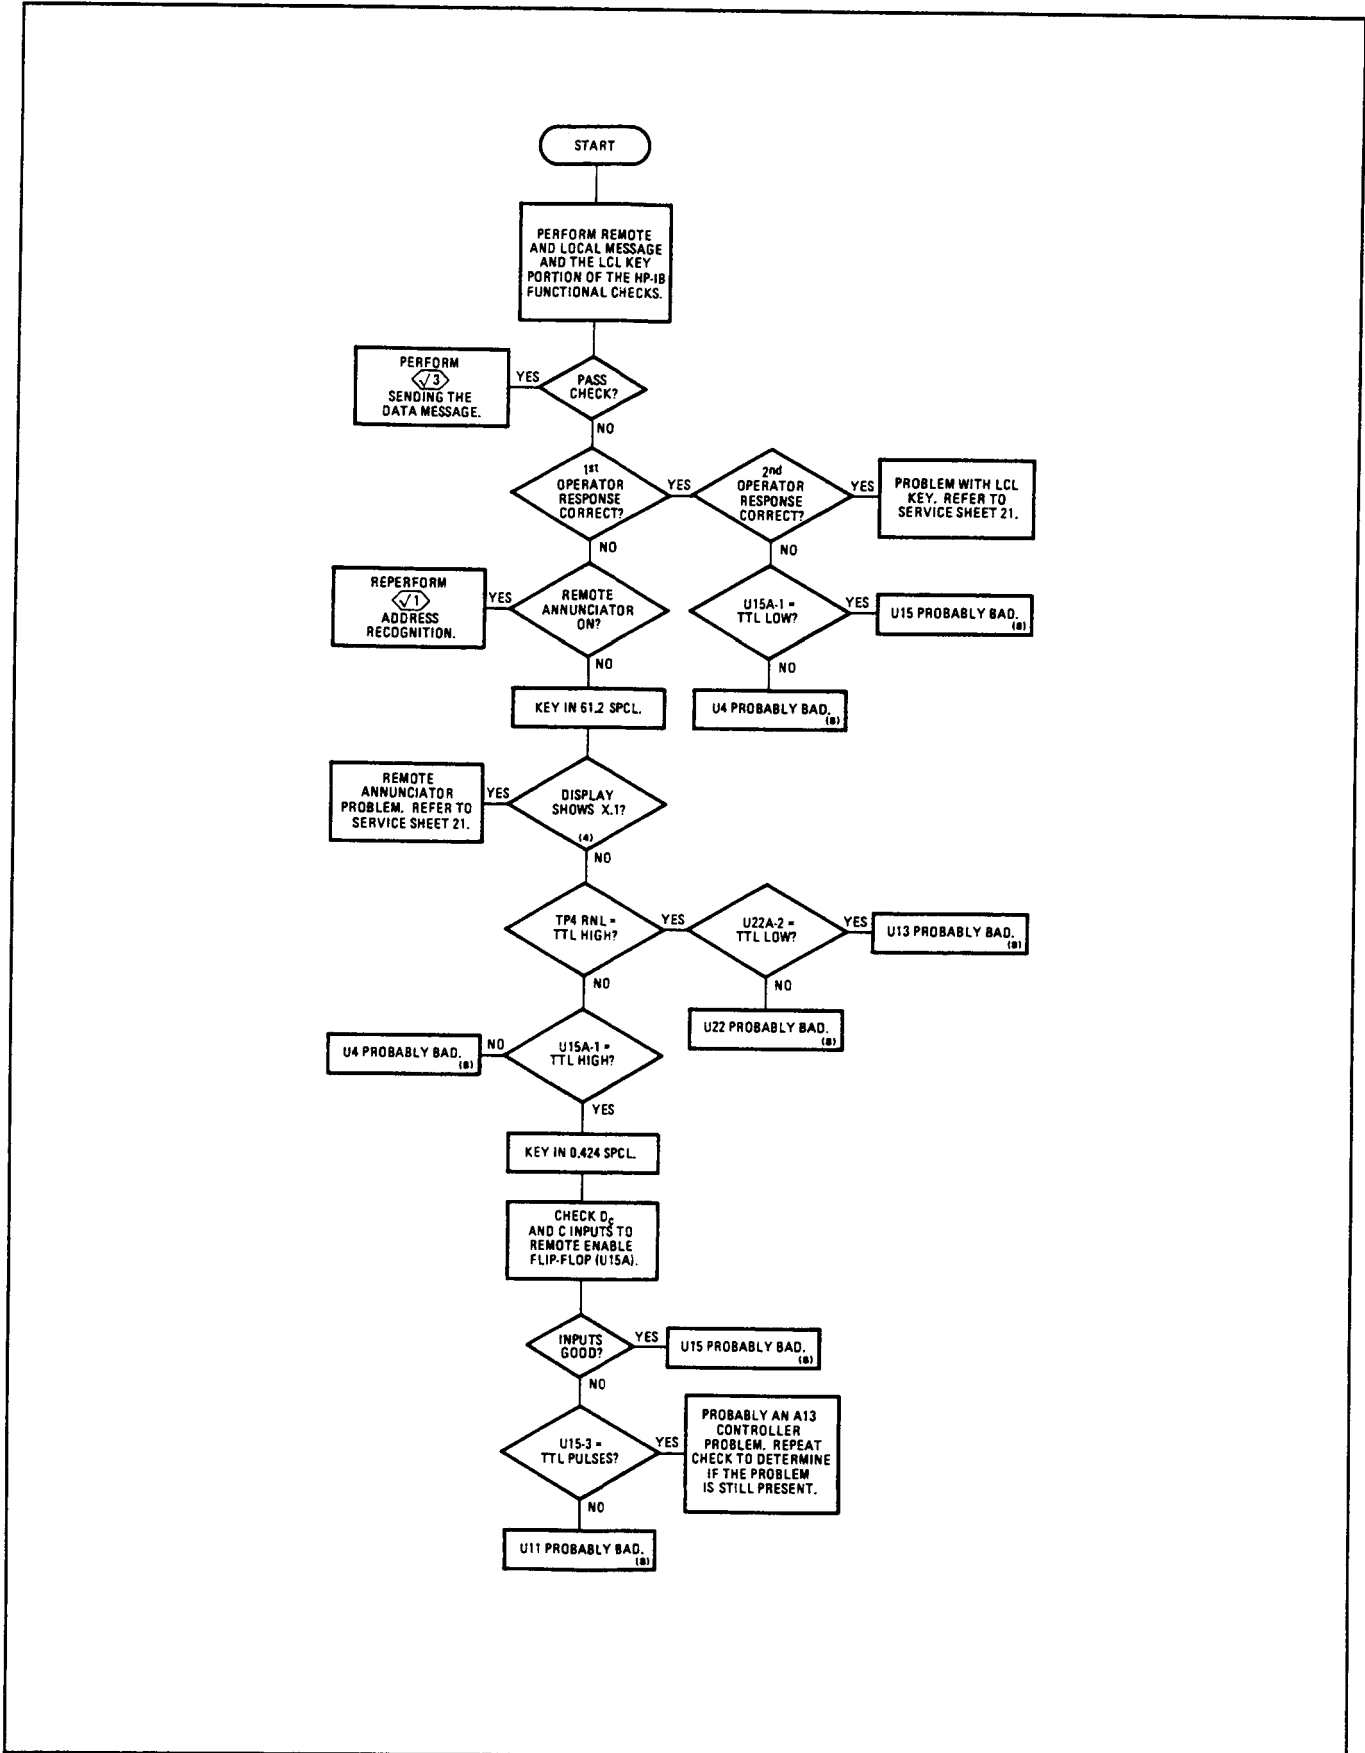 START
PERFORM REMOTE
AND LOCAL MESSAGE
AND THE LCL KEY
PORTION OF THE HP-IB
FUNCTIONAL CHECKS.
PERFORM
√3
SENDING THE
DATA MESSAGE.
YES
PASS
CHECK?
NO
1st
OPERATOR
RESPONSE
CORRECT?
YES
2nd
OPERATOR
RESPONSE
CORRECT?
YES
PROBLEM WITH LCL
KEY. REFER TO
SERVICE SHEET 21.
NO
NO
REPERFORM
√1
ADDRESS
RECOGNITION.
YES
REMOTE
ANNUNCIATOR
ON?
U15A-1 =
TTL LOW?
YES
U15 PROBABLY BAD.
(8)
NO
NO
KEY IN 61.2 SPCL.
U4 PROBABLY BAD.
(8)
REMOTE
ANNUNCIATOR
PROBLEM. REFER TO
SERVICE SHEET 21.
YES
DISPLAY
SHOWS X.1?
(4)
NO
TP4 RNL =
TTL HIGH?
YES
U22A-2 =
TTL LOW?
YES
U13 PROBABLY BAD.
(8)
NO
NO
U22 PROBABLY BAD.
(8)
U4 PROBABLY BAD.
(8)
NO
U15A-1 =
TTL HIGH?
YES
KEY IN 0.424 SPCL.
CHECK DC
AND C INPUTS TO
REMOTE ENABLE
FLIP-FLOP (U15A).
INPUTS
GOOD?
YES
U15 PROBABLY BAD.
(8)
NO
U15-3 =
TTL PULSES?
YES
PROBABLY AN A13
CONTROLLER
PROBLEM. REPEAT
CHECK TO DETERMINE
IF THE PROBLEM
IS STILL PRESENT.
NO
U11 PROBABLY BAD.
(8)